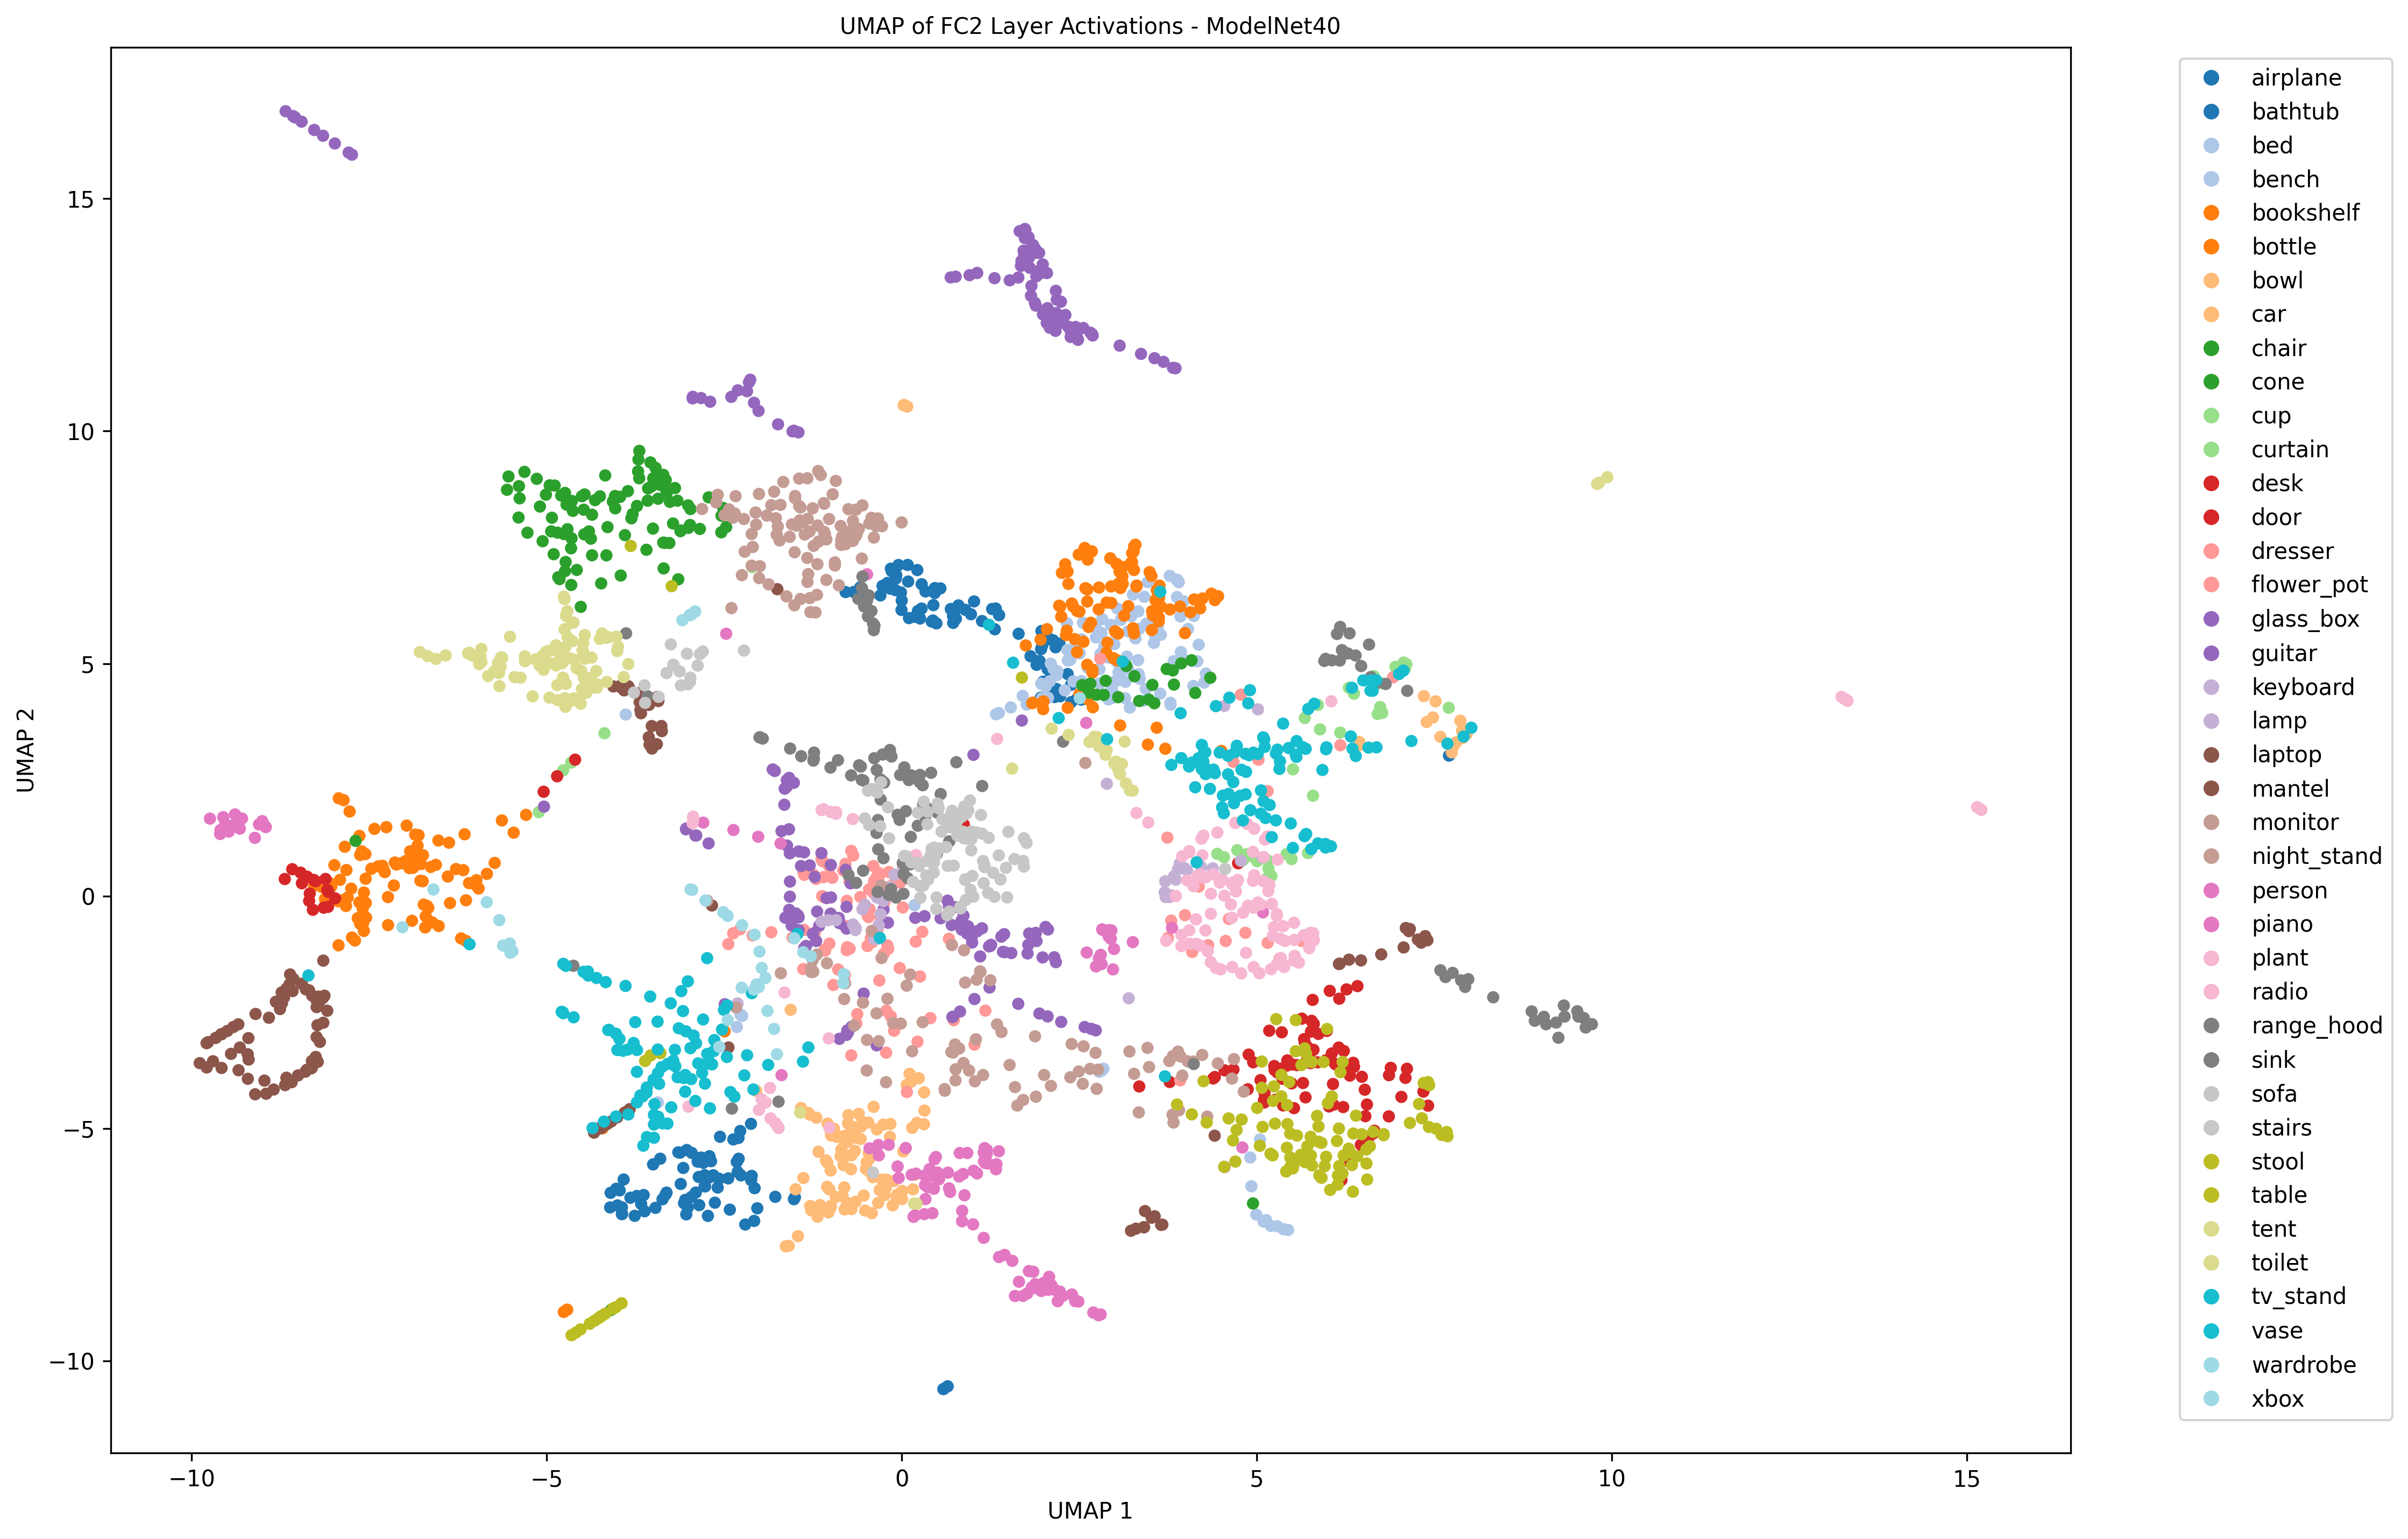 UMAP of FC2 Layer Activations - ModelNet40
UMAP 2
15
10
5
0
−5
−10
−10
−5
0
5
10
15
UMAP 1
airplane
bathtub
bed
bench
bookshelf
bottle
bowl
car
chair
cone
cup
curtain
desk
door
dresser
flower_pot
glass_box
guitar
keyboard
lamp
laptop
mantel
monitor
night_stand
person
piano
plant
radio
range_hood
sink
sofa
stairs
stool
table
tent
toilet
tv_stand
vase
wardrobe
xbox